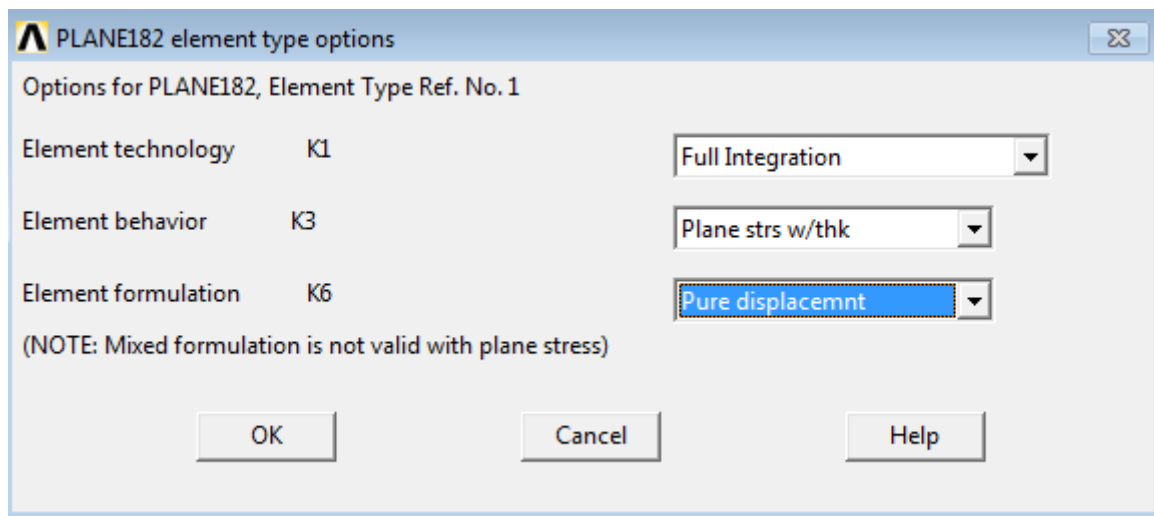 PLANE182 element type options
Options for PLANE182, Element Type Ref. No. 1
Element technology K1 Full Integration
Element behavior K3 Plane strs w/thk
Element formulation K6 Pure displacemnt
(NOTE: Mixed formulation is not valid with plane stress)
OK Cancel Help